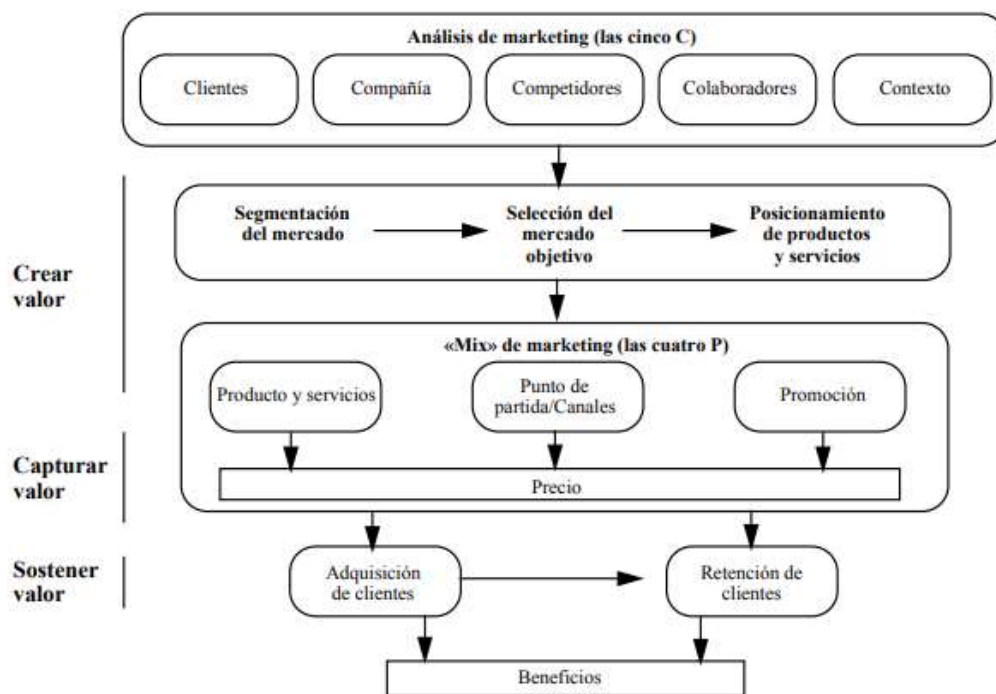 Análisis de marketing (las cinco C)
Clientes
Compañía
Competidores
Colaboradores
Contexto
Crear
valor
Segmentación
del mercado
Selección del
mercado
objetivo
Posicionamiento
de productos
y servicios
«Mix» de marketing (las cuatro P)
Producto y servicios
Punto de
partida/Canales
Promoción
Capturar
valor
Precio
Sostener
valor
Adquisición
de clientes
Retención de
clientes
Beneficios